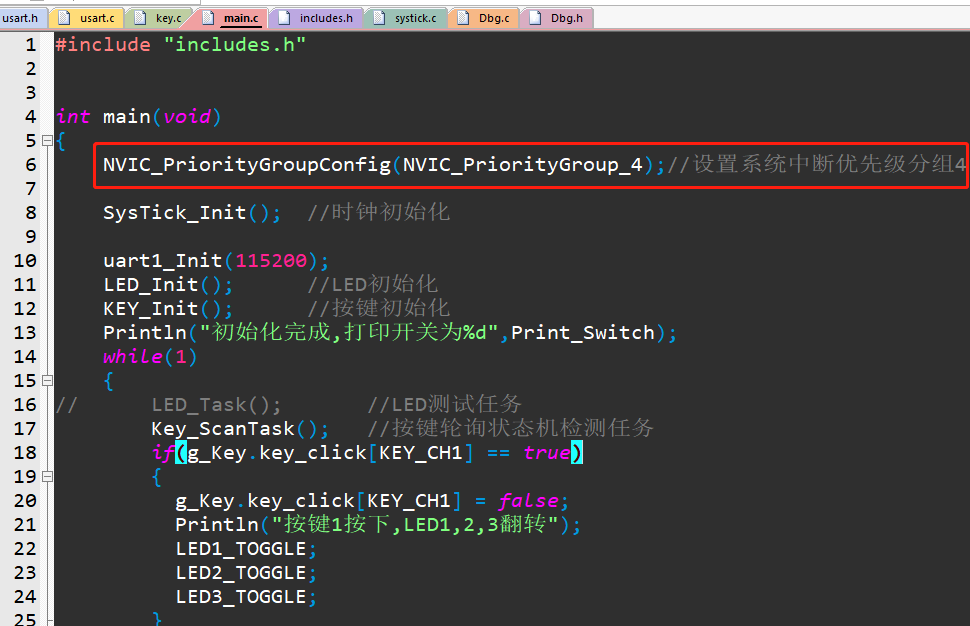 usart.h usart.c key.c main.c includes.h systick.c Dbg.c Dbg.h
1 #include "includes.h"
2
3
4 int main(void)
5 {
6 NVIC_PriorityGroupConfig(NVIC_PriorityGroup_4);//设置系统中断优先级分组4
7
8 SysTick_Init(); //时钟初始化
9
10 uart1_Init(115200);
11 LED_Init(); //LED初始化
12 KEY_Init(); //按键初始化
13 Println("初始化完成,打印开关为%d",Print_Switch);
14 while(1)
15 {
16 // LED_Task(); //LED测试任务
17 Key_ScanTask(); //按键轮询状态机检测任务
18 if(g_Key.key_click[KEY_CH1] == true)
19 {
20 g_Key.key_click[KEY_CH1] = false;
21 Println("按键1按下,LED1,2,3翻转");
22 LED1_TOGGLE;
23 LED2_TOGGLE;
24 LED3_TOGGLE;
25 }